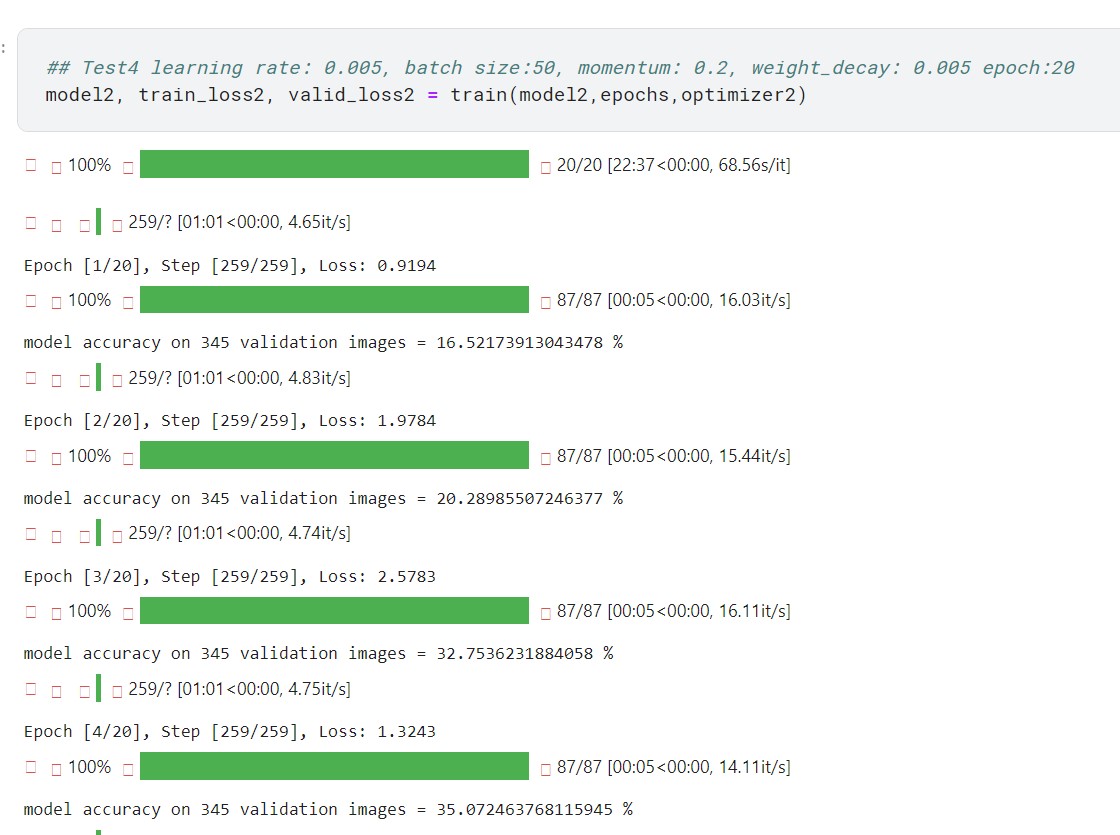 :
## Test4 learning rate: 0.005, batch size:50, momentum: 0.2, weight_decay: 0.005 epoch:20
model2, train_loss2, valid_loss2 = train(model2,epochs,optimizer2)
100% 20/20 [22:37<00:00, 68.56s/it]
259/? [01:01<00:00, 4.65it/s]
Epoch [1/20], Step [259/259], Loss: 0.9194
100% 87/87 [00:05<00:00, 16.03it/s]
model accuracy on 345 validation images = 16.52173913043478 %
259/? [01:01<00:00, 4.83it/s]
Epoch [2/20], Step [259/259], Loss: 1.9784
100% 87/87 [00:05<00:00, 15.44it/s]
model accuracy on 345 validation images = 20.28985507246377 %
259/? [01:01<00:00, 4.74it/s]
Epoch [3/20], Step [259/259], Loss: 2.5783
100% 87/87 [00:05<00:00, 16.11it/s]
model accuracy on 345 validation images = 32.7536231884058 %
259/? [01:01<00:00, 4.75it/s]
Epoch [4/20], Step [259/259], Loss: 1.3243
100% 87/87 [00:05<00:00, 14.11it/s]
model accuracy on 345 validation images = 35.072463768115945 %